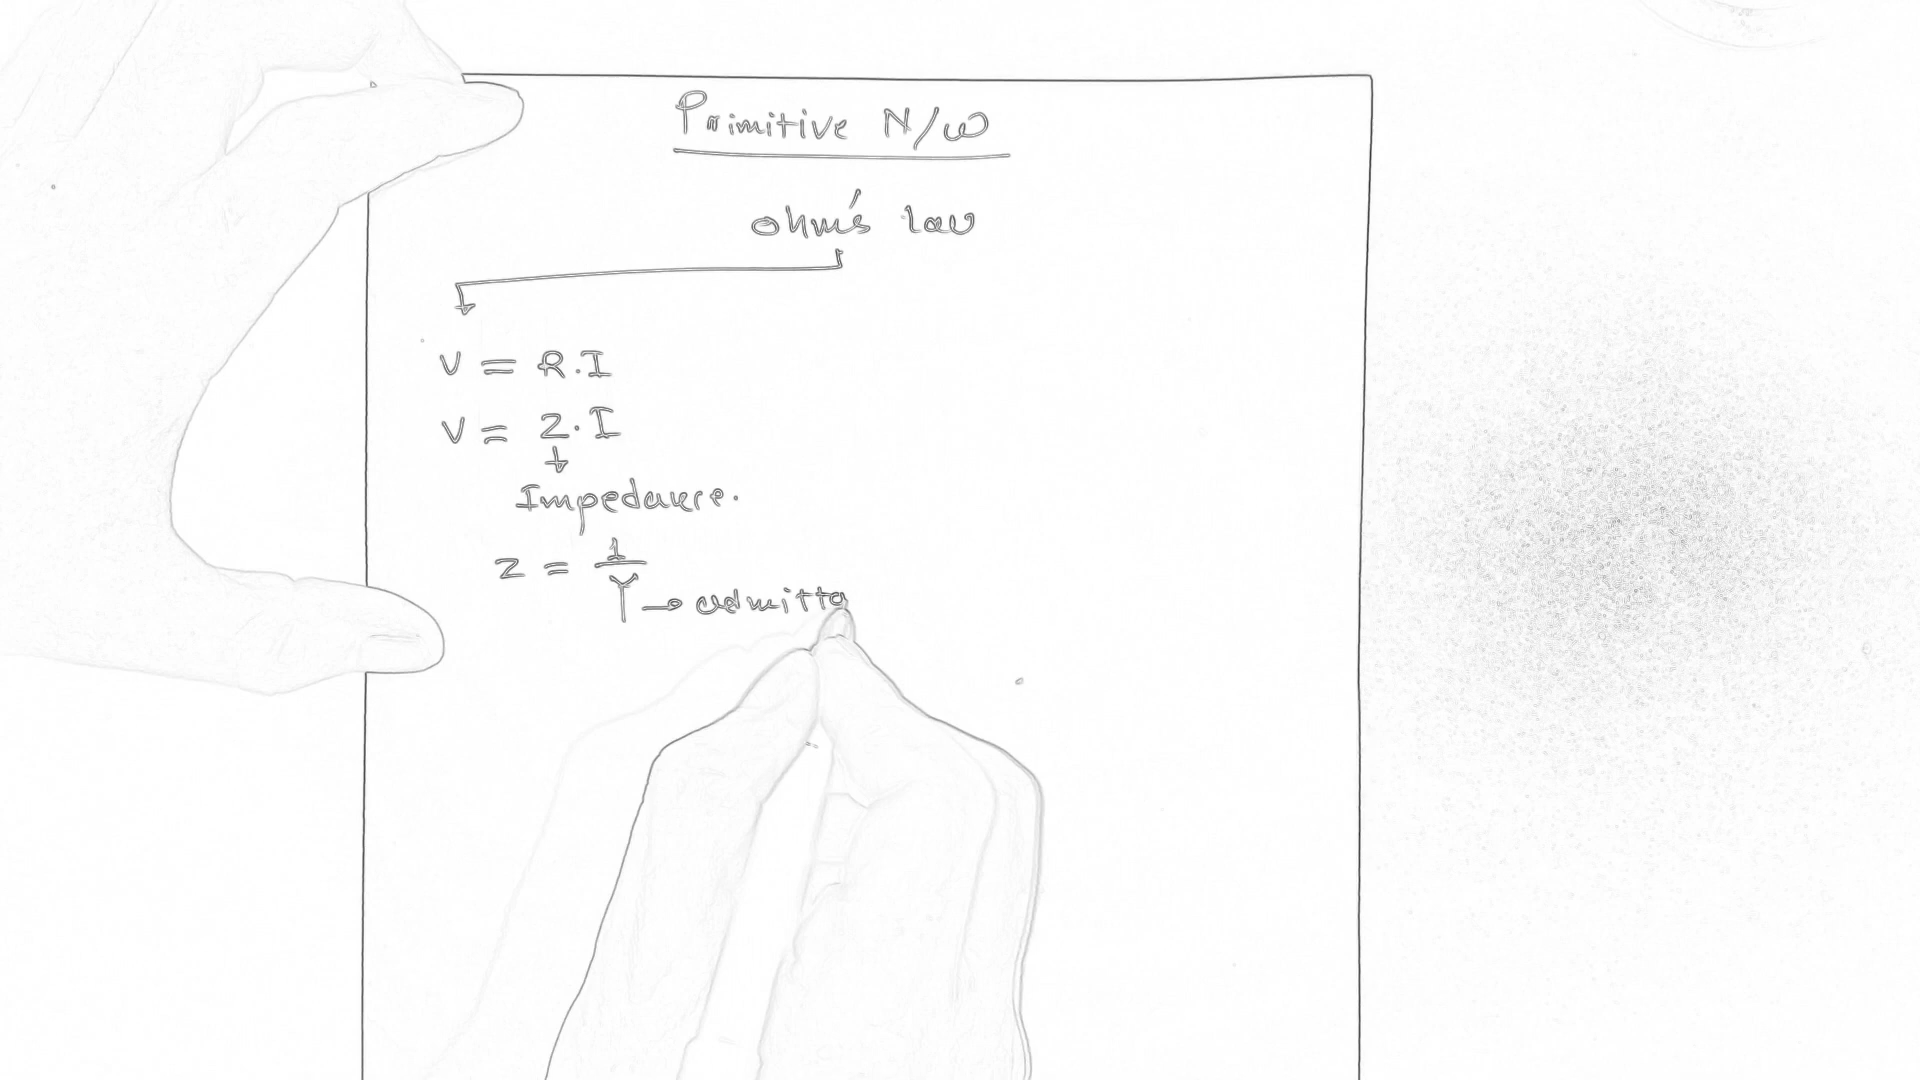 Primitive N/w
ohm's law
V = R.I
V = Z.I
Impedance.
Z = 1/Y → admitta